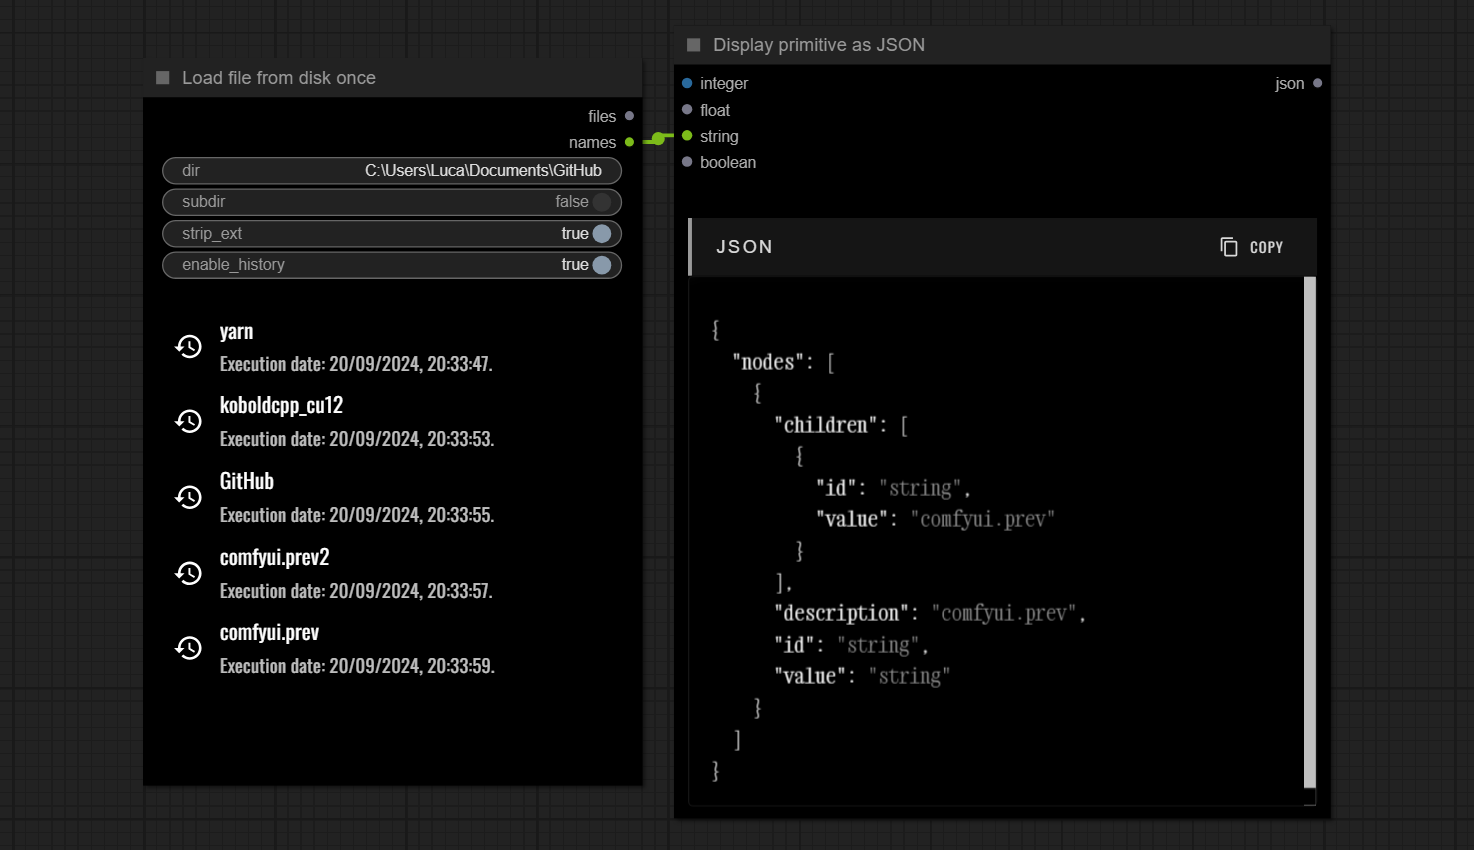 Load file from disk once
files
names
dir C:\Users\Luca\Documents\GitHub
subdir false
strip_ext true
enable_history true
yarn
Execution date: 20/09/2024, 20:33:47.
koboldcpp_cu12
Execution date: 20/09/2024, 20:33:53.
GitHub
Execution date: 20/09/2024, 20:33:55.
comfyui.prev2
Execution date: 20/09/2024, 20:33:57.
comfyui.prev
Execution date: 20/09/2024, 20:33:59.
Display primitive as JSON
integer json
float
string
boolean
JSON COPY
{
  "nodes": [
    {
      "children": [
        {
          "id": "string",
          "value": "comfyui.prev"
        }
      ],
      "description": "comfyui.prev",
      "id": "string",
      "value": "string"
    }
  ]
}